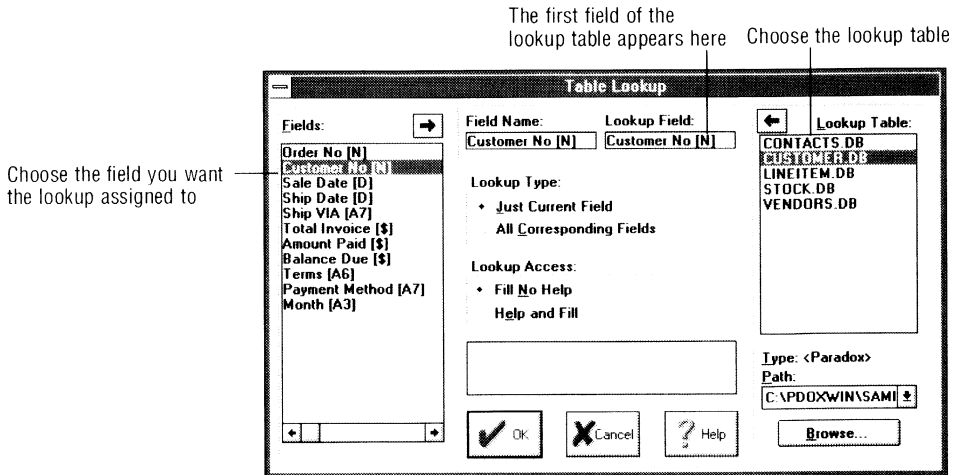 The first field of the
lookup table appears here
Choose the lookup table
Table Lookup
Choose the field you want
the lookup assigned to
Fields:
Order No [N]
Customer No [N]
Sale Date [D]
Ship Date [D]
Ship VIA [A7]
Total Invoice [$]
Amount Paid [$]
Balance Due [$]
Terms [A6]
Payment Method [A7]
Month [A3]
Field Name:
Customer No [N]
Lookup Field:
Customer No [N]
Lookup Type:
Just Current Field
All Corresponding Fields
Lookup Access:
Fill No Help
Help and Fill
OK
Cancel
? Help
Lookup Table:
CONTACTS.DB
CUSTOMER.DB
LINEITEM.DB
STOCK.DB
VENDORS.DB
Type: <Paradox>
Path:
C:\PDOXWIN\SAMI
Browse...